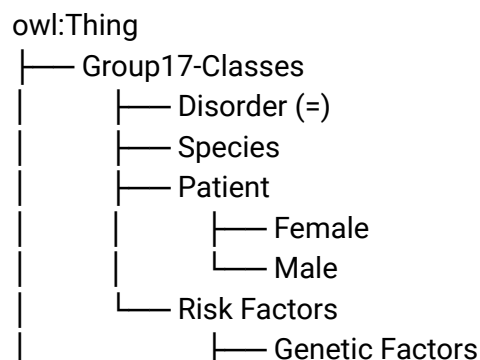 owl:Thing
├── Group17-Classes
│ ├── Disorder (=)
│ ├── Species
│ ├── Patient
│ │ ├── Female
│ │ └── Male
│ └── Risk Factors
│ ├── Genetic Factors